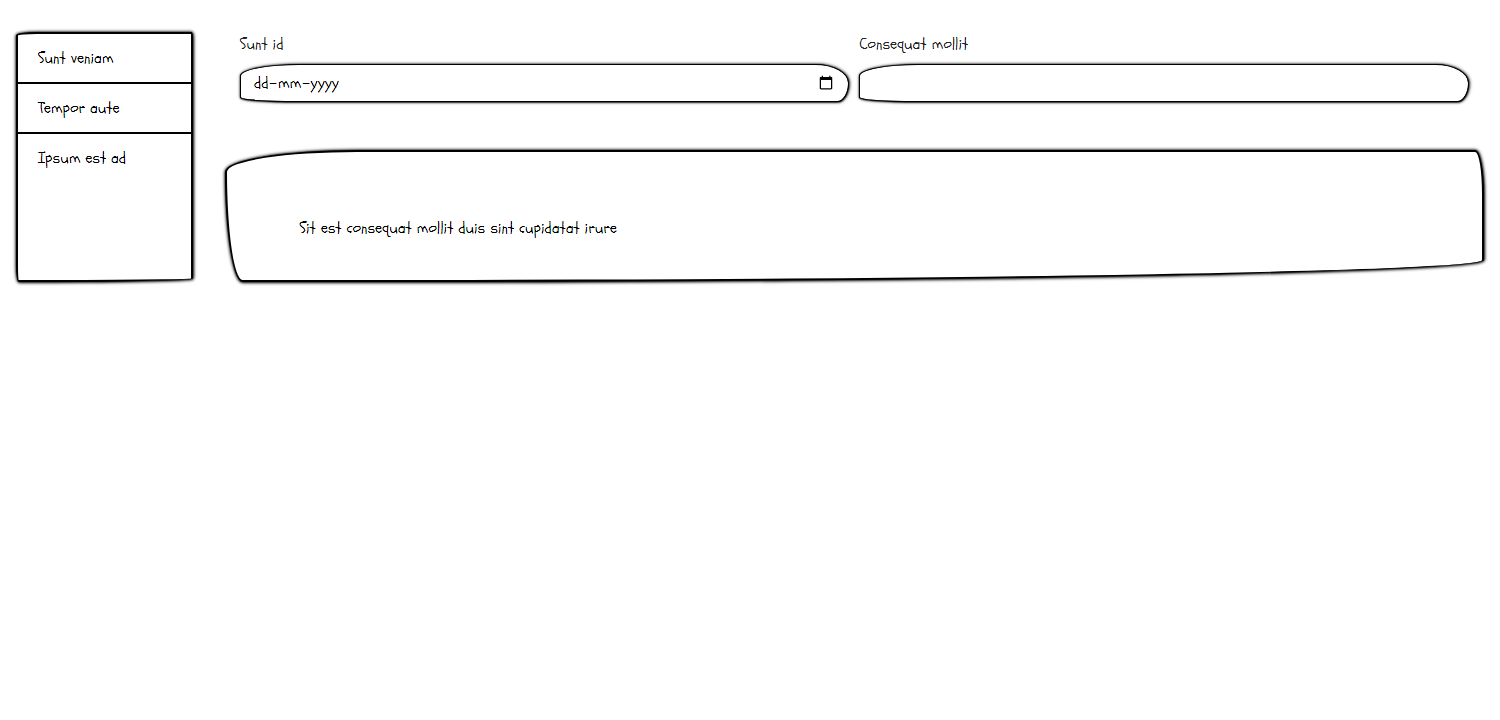 Sunt veniam
Tempor aute
Ipsum est ad
Sunt id
dd-mm-yyyy
Consequat mollit
Sit est consequat mollit duis sint cupidatat irure